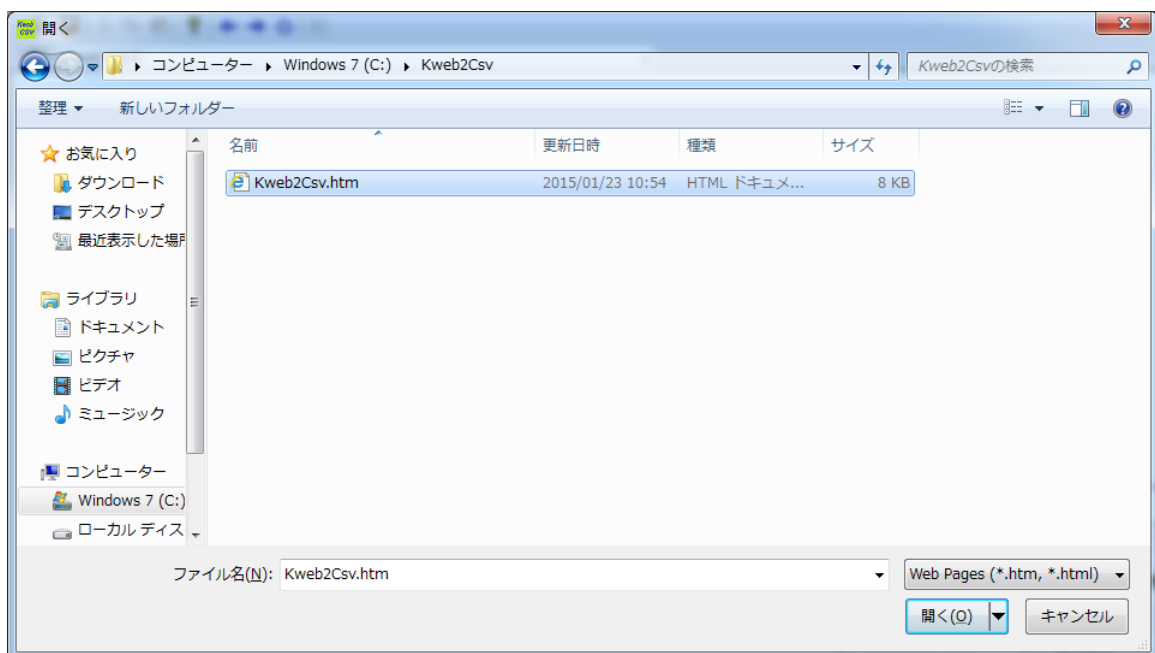 Kweb CSV 開く
コンピューター Windows 7 (C:) Kweb2Csv Kweb2Csvの検索
整理 新しいフォルダー
名前 更新日時 種類 サイズ
Kweb2Csv.htm 2015/01/23 10:54 HTML ドキュメ... 8 KB
お気に入り
ダウンロード
デスクトップ
最近表示した場所
ライブラリ
ドキュメント
ピクチャ
ビデオ
ミュージック
コンピューター
Windows 7 (C:)
ローカル ディス
ファイル名(N): Kweb2Csv.htm Web Pages (*.htm, *.html)
開く(O) キャンセル